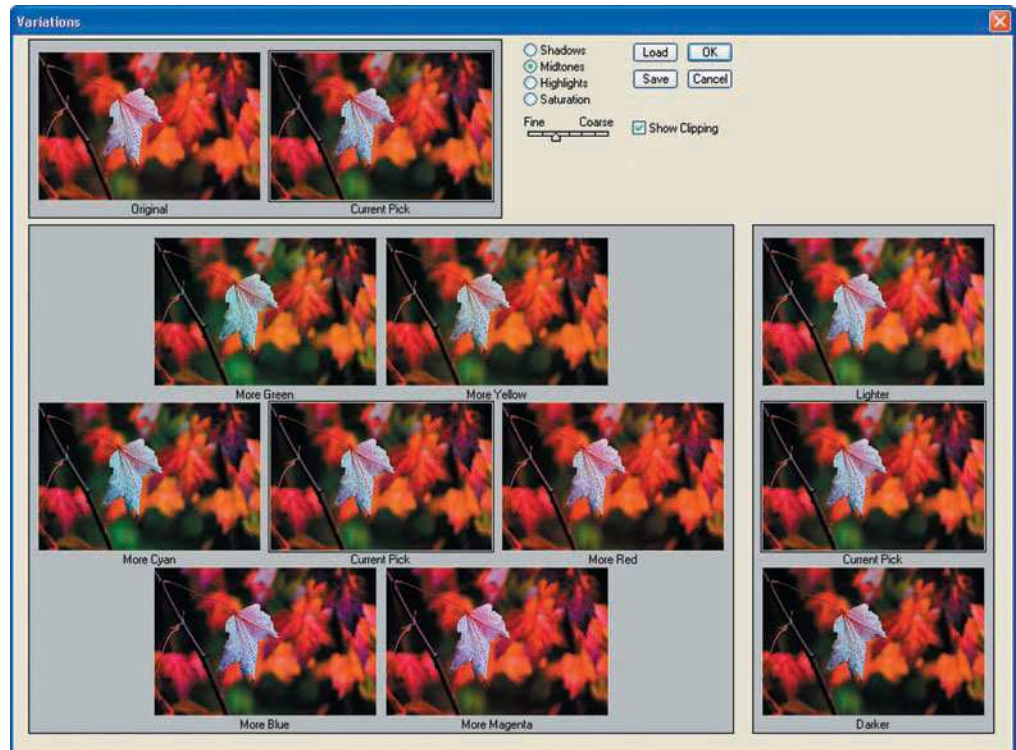 Variations
Shadows
Midtones
Highlights
Saturation
Load
OK
Save
Cancel
Fine
Coarse
Show Clipping
Original
Current Pick
More Green
More Yellow
Lighter
More Cyan
Current Pick
More Red
Current Pick
More Blue
More Magenta
Darker